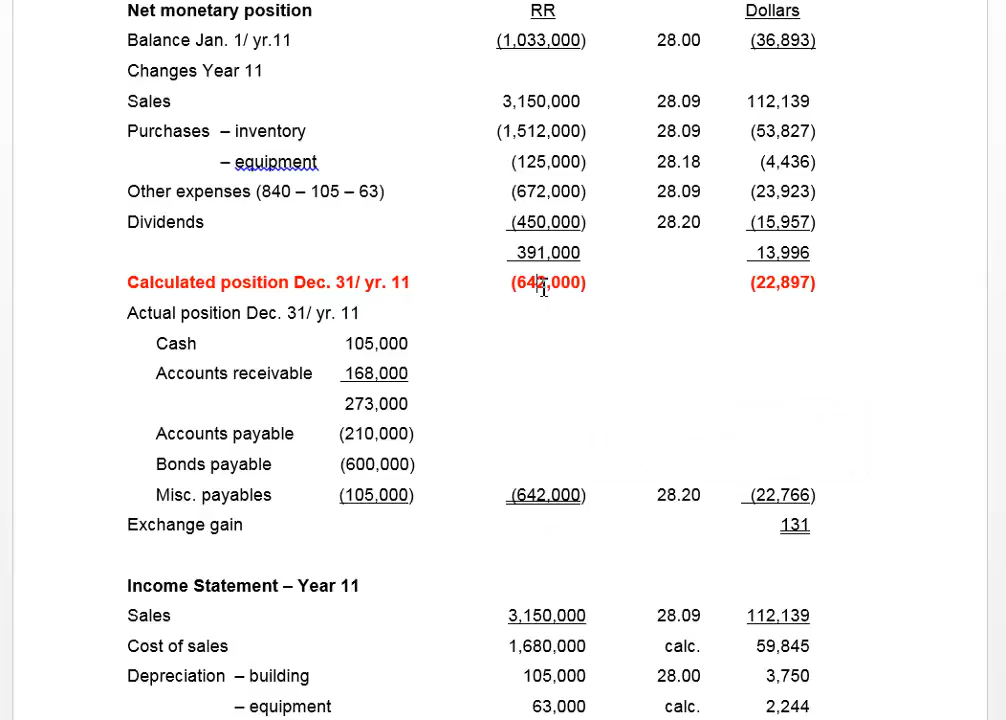 Net monetary position RR Dollars
Balance Jan. 1/ yr.11 (1,033,000) 28.00 (36,893)
Changes Year 11
Sales 3,150,000 28.09 112,139
Purchases – inventory (1,512,000) 28.09 (53,827)
– equipment (125,000) 28.18 (4,436)
Other expenses (840 – 105 – 63) (672,000) 28.09 (23,923)
Dividends (450,000) 28.20 (15,957)
391,000 13,996
Calculated position Dec. 31/ yr. 11 (642,000) (22,897)
Actual position Dec. 31/ yr. 11
Cash 105,000
Accounts receivable 168,000
273,000
Accounts payable (210,000)
Bonds payable (600,000)
Misc. payables (105,000) (642,000) 28.20 (22,766)
Exchange gain 131
Income Statement – Year 11
Sales 3,150,000 28.09 112,139
Cost of sales 1,680,000 calc. 59,845
Depreciation – building 105,000 28.00 3,750
– equipment 63,000 calc. 2,244